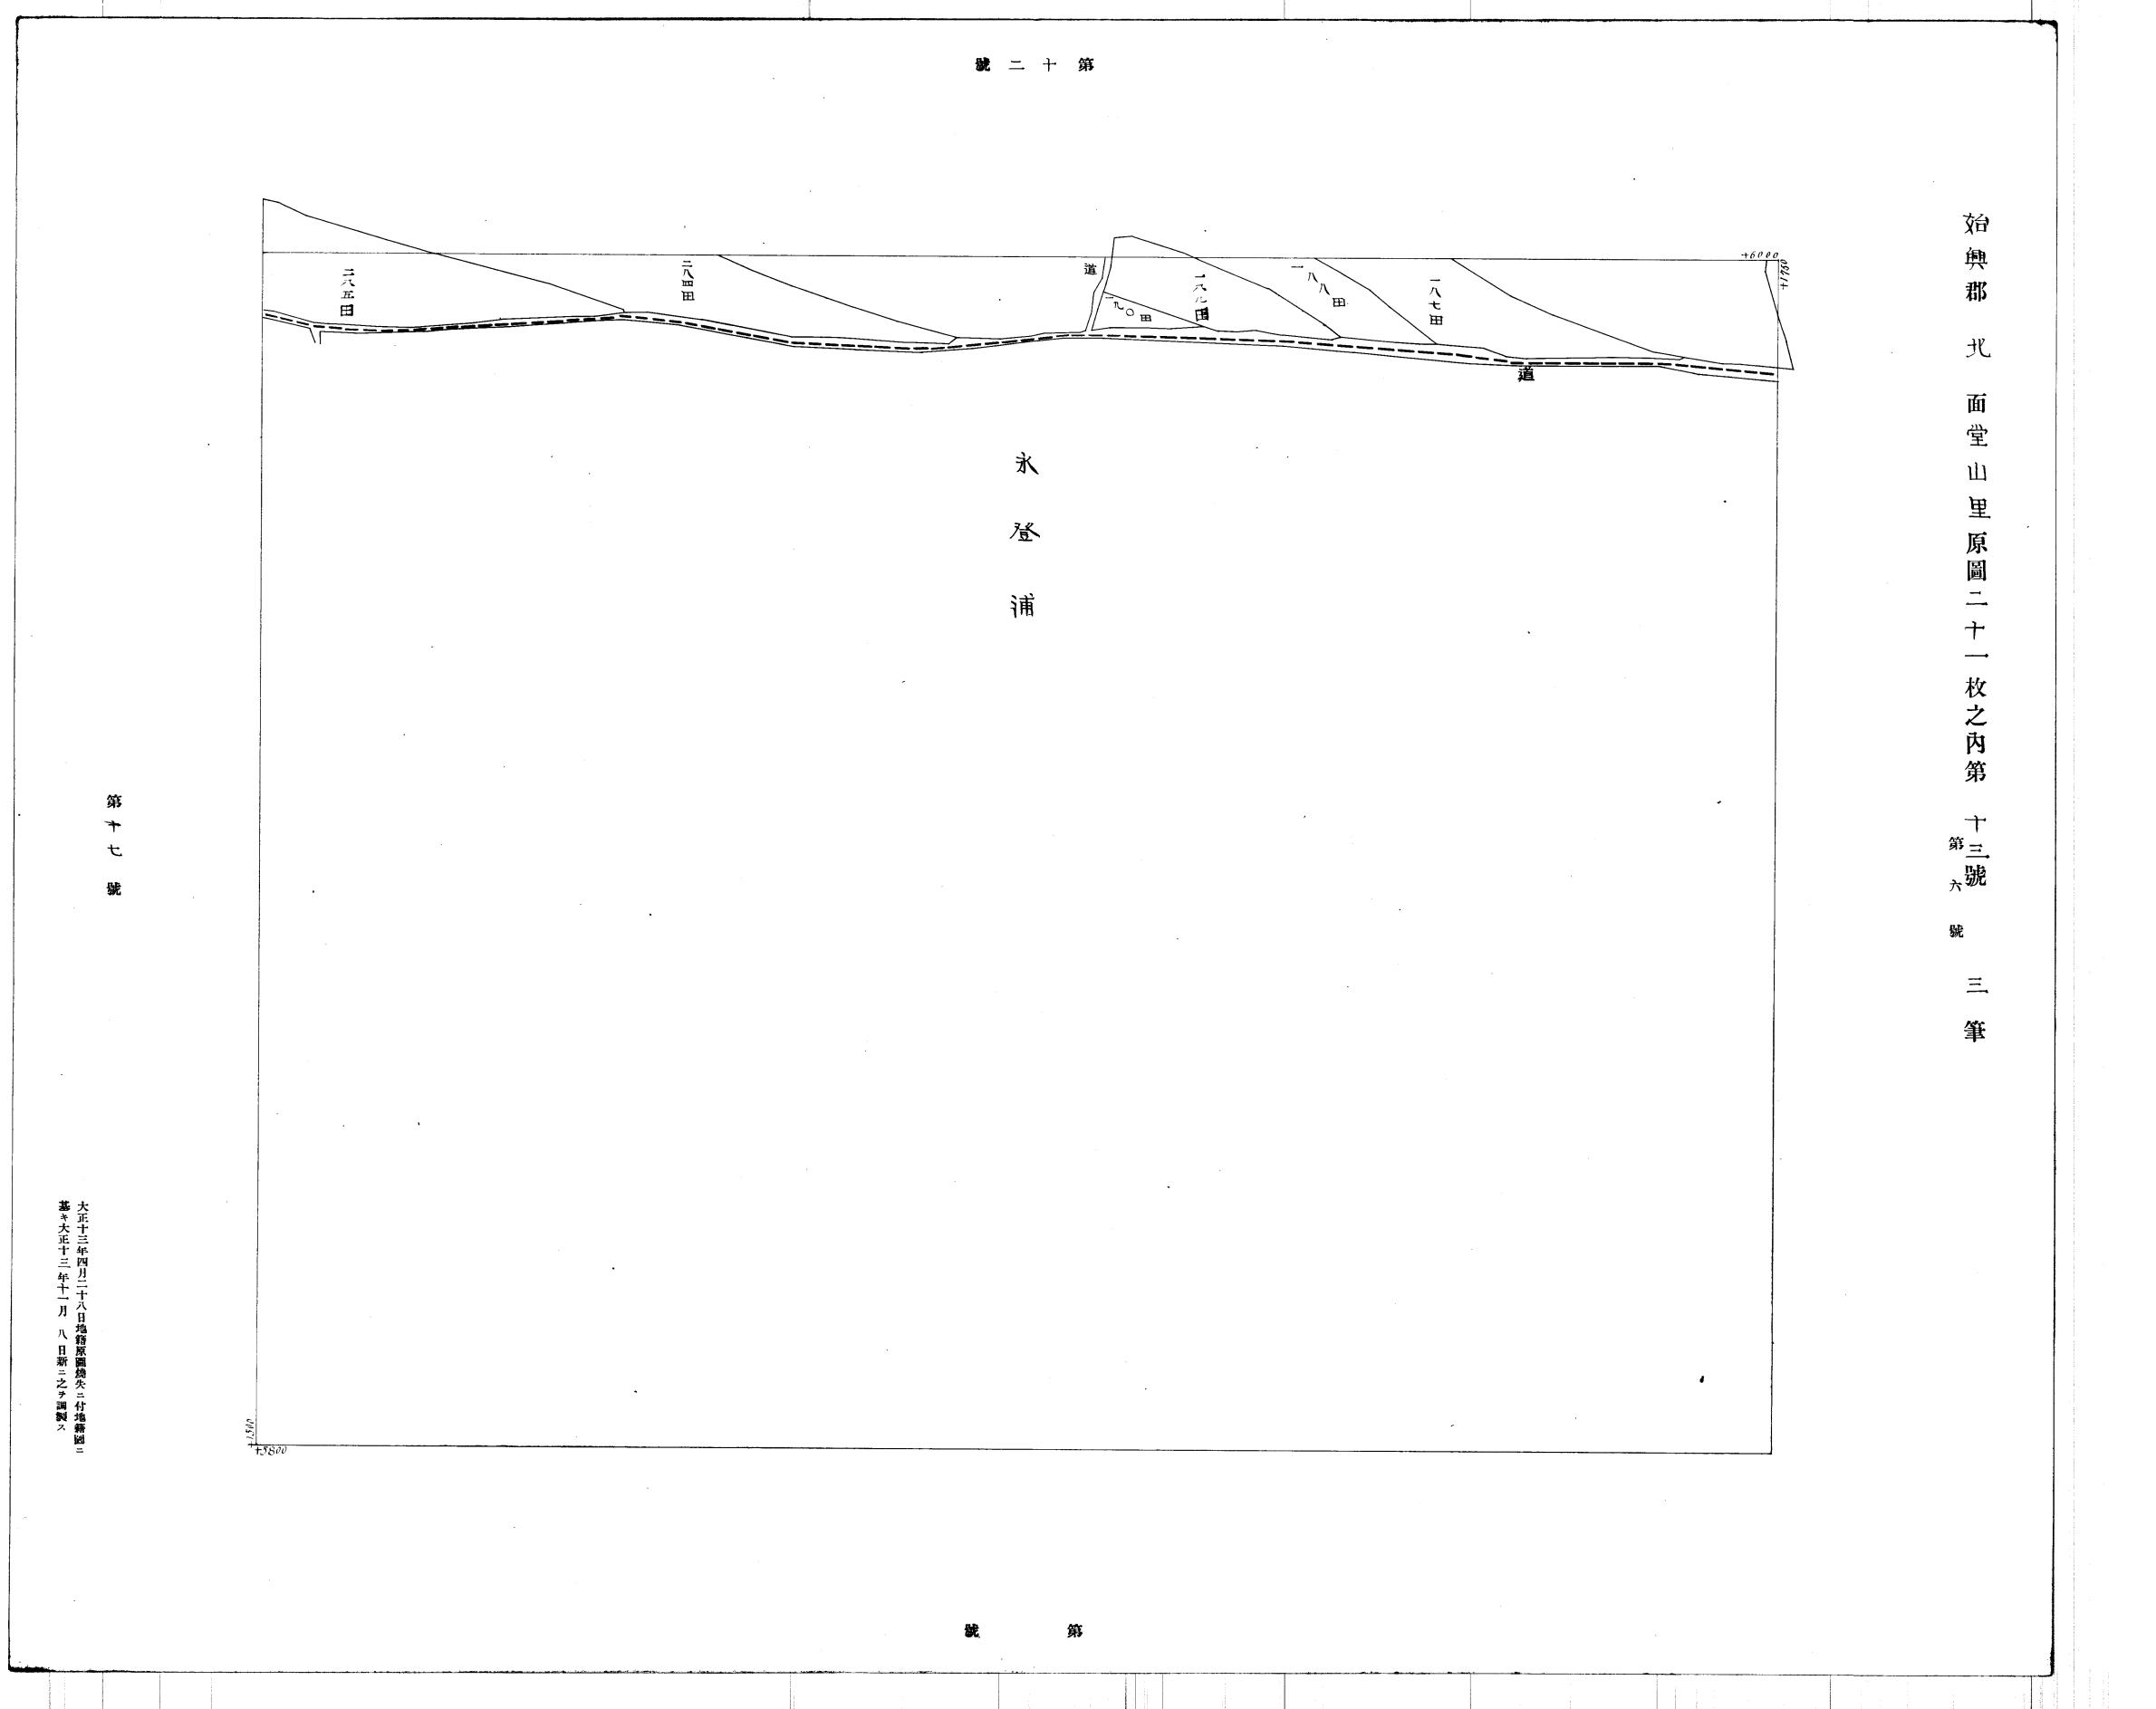 始興郡 北 面堂山里原圖二十一枚之內第 十三號 三筆
第六號
第十二號
+6000
+1750
二八五田
二八四田
道
一九〇田
一八九田
一八八田
一八七田
道
永登浦
第十七號
大正十三年四月二十八日地籍原圖燒失ニ付地籍圖ニ
基キ大正十三年十一月 八日新ニ之ヲ調製ス
+1500
+5800
第 號